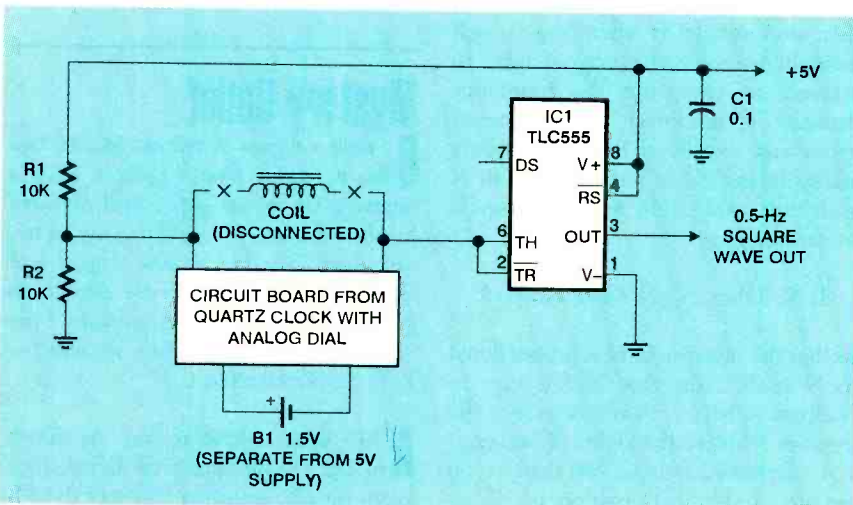 +5V
C1
0.1
IC1
TLC555
7
DS
V+
8
RS
4
R1
10K
COIL
(DISCONNECTED)
6
TH
OUT
3
0.5-Hz
SQUARE
WAVE OUT
2
TR
V–
1
R2
10K
CIRCUIT BOARD FROM
QUARTZ CLOCK WITH
ANALOG DIAL
+
B1 1.5V
(SEPARATE FROM 5V
SUPPLY)